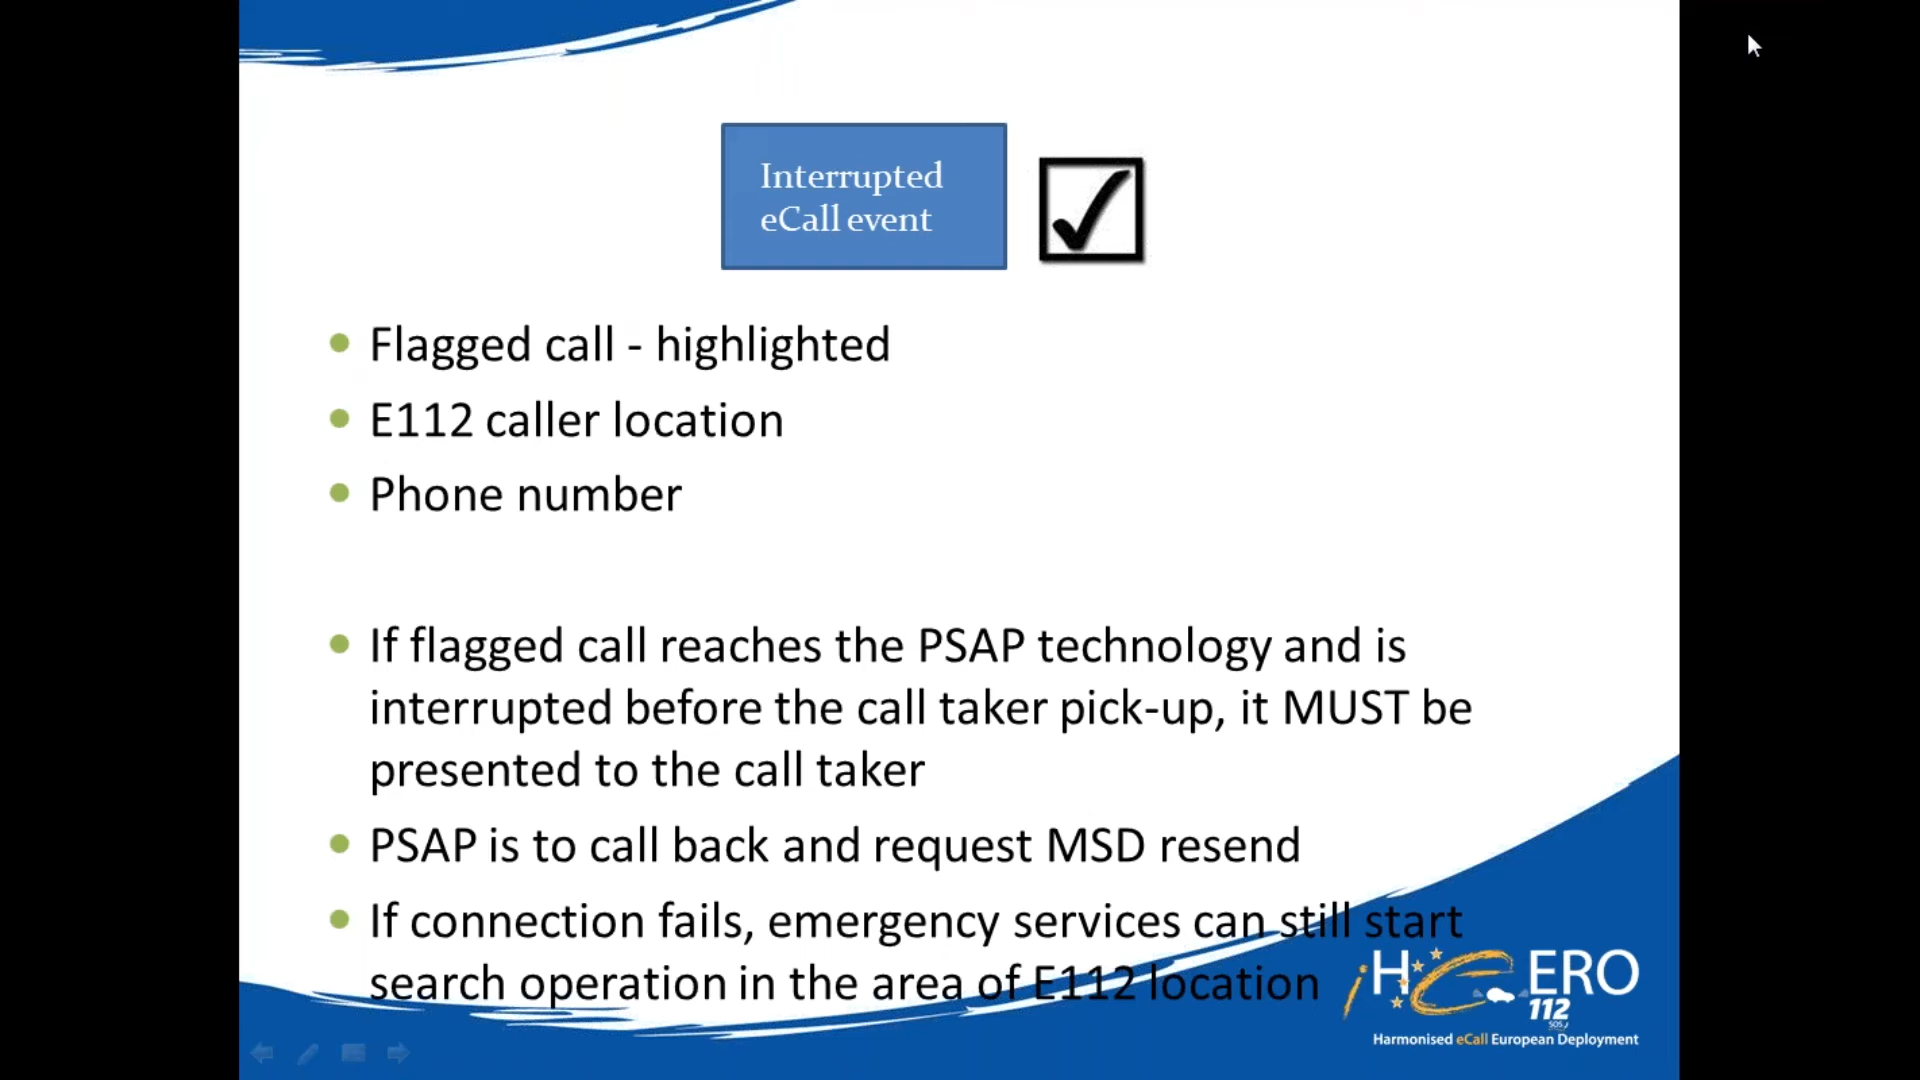 Interrupted
eCall event
Flagged call - highlighted
E112 caller location
Phone number
If flagged call reaches the PSAP technology and is
interrupted before the call taker pick-up, it MUST be
presented to the call taker
PSAP is to call back and request MSD resend
If connection fails, emergency services can still start
search operation in the area of E112 location
iHeERO
112
SOS
Harmonised eCall European Deployment